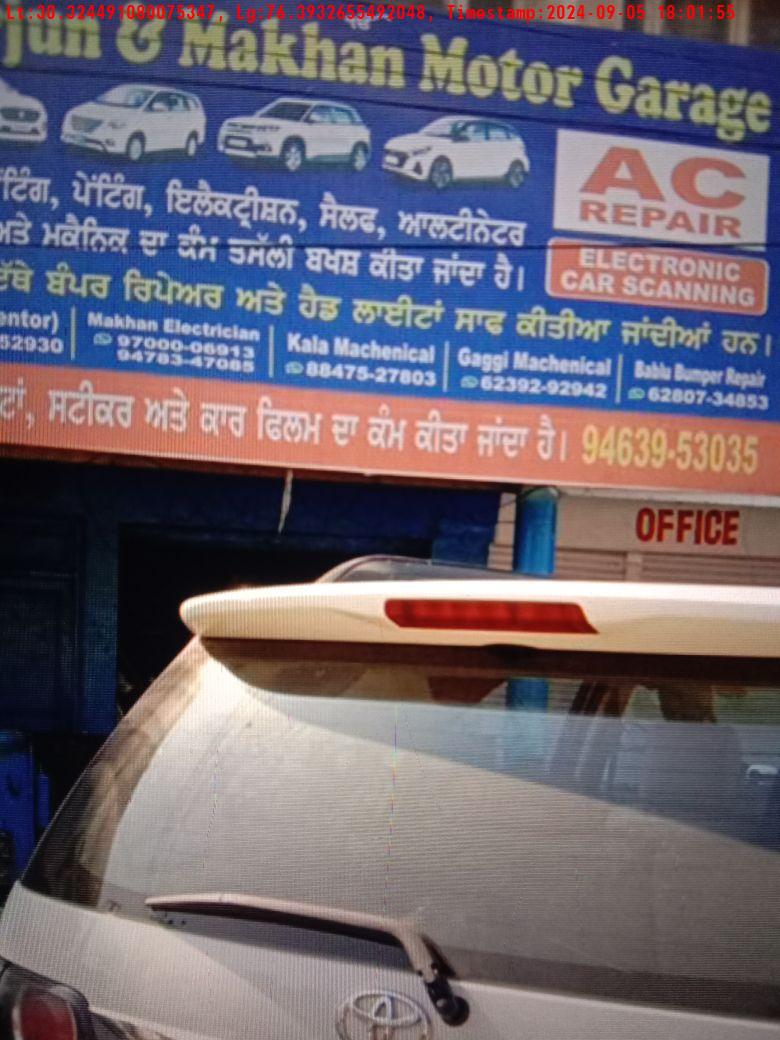 Lt:30.324491080075347, Lg:76.3932655492048, Timestamp:2024-09-05 18:01:55
& Makhan Motor Garage
AC
REPAIR
ਪੇਂਟਿੰਗ, ਇਲੈਕਟ੍ਰੀਸ਼ਨ, ਸੈਲਫ, ਆਲਟੀਨੇਟਰ
ਮਕੈਨਿਕ ਦਾ ਕੰਮ ਤਸੱਲੀ ਬਖਸ਼ ਕੀਤਾ ਜਾਂਦਾ ਹੈ।
ELECTRONIC
CAR SCANNING
ਬੰਪਰ ਰਿਪੇਅਰ ਅਤੇ ਹੈਡ ਲਾਈਟਾਂ ਸਾਫ ਕੀਤੀਆ ਜਾਂਦੀਆਂ ਹਨ।
Makhan Electrician
97000-06913
94783-47085
Kala Machenical
88475-27803
Gaggi Machenical
62392-92942
Bablu Bumper Repair
62807-34853
52930
ਸਟੀਕਰ ਅਤੇ ਕਾਰ ਫਿਲਮ ਦਾ ਕੰਮ ਕੀਤਾ ਜਾਂਦਾ ਹੈ। 94639-53035
OFFICE